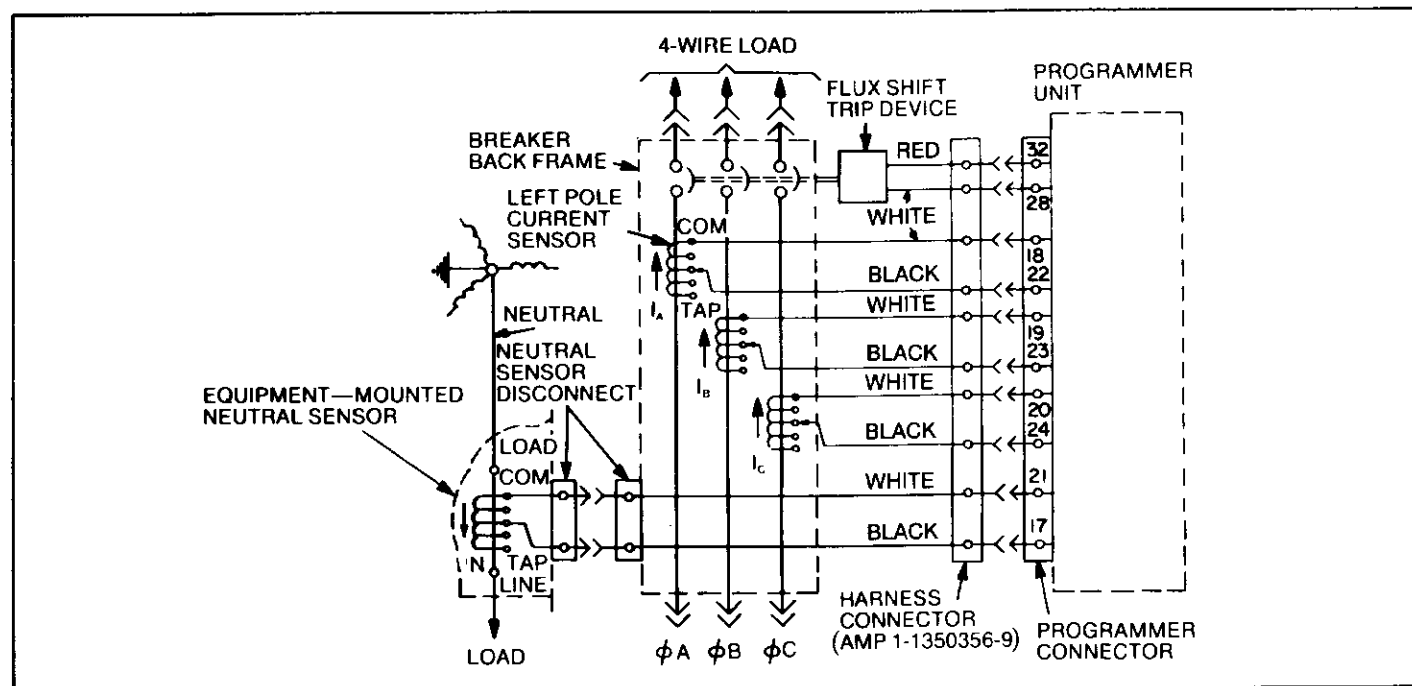 4-WIRE LOAD
FLUX SHIFT
TRIP DEVICE
PROGRAMMER
UNIT
BREAKER
BACK FRAME
RED
32
28
WHITE
LEFT POLE
CURRENT
SENSOR
COM
18
BLACK
22
I_A
TAP
WHITE
19
NEUTRAL
BLACK
23
NEUTRAL
SENSOR
DISCONNECT
I_B
WHITE
20
EQUIPMENT—MOUNTED
NEUTRAL SENSOR
BLACK
24
I_C
LOAD
COM
WHITE
21
BLACK
17
N
TAP
LINE
LOAD
ϕA
ϕB
ϕC
HARNESS
CONNECTOR
(AMP 1-1350356-9)
PROGRAMMER
CONNECTOR